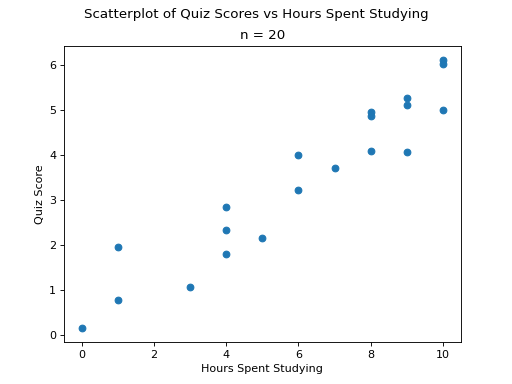 Scatterplot of Quiz Scores vs Hours Spent Studying
n = 20
6
5
4
3
2
1
0
Quiz Score
0 2 4 6 8 10
Hours Spent Studying